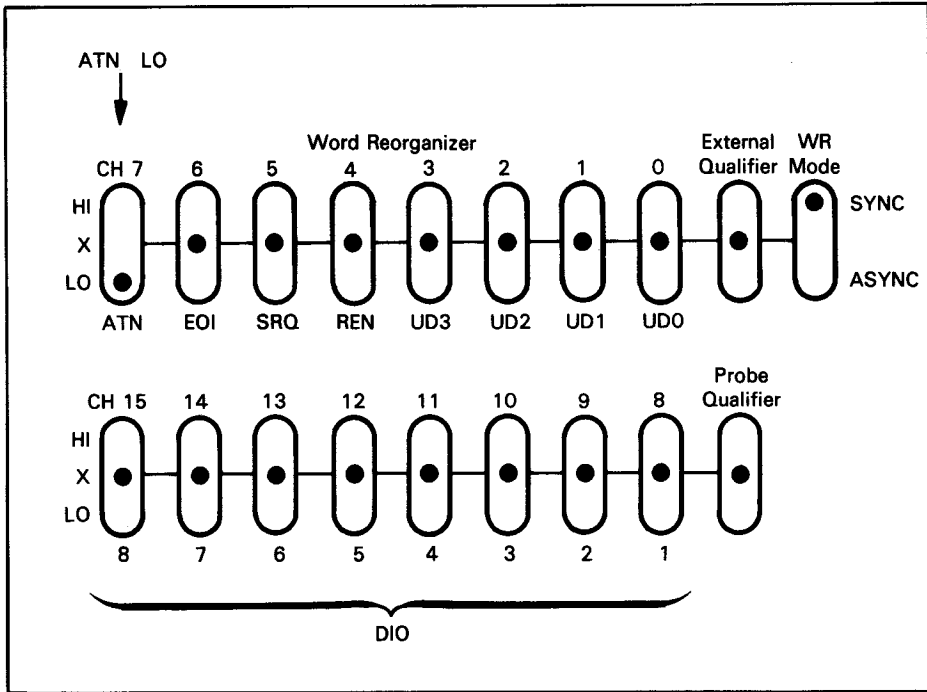 ATN LO
Word Reorganizer
External Qualifier
WR Mode
CH 7 6 5 4 3 2 1 0
HI
X
LO
SYNC
ASYNC
ATN EOI SRQ REN UD3 UD2 UD1 UD0
Probe Qualifier
CH 15 14 13 12 11 10 9 8
HI
X
LO
8 7 6 5 4 3 2 1
DIO